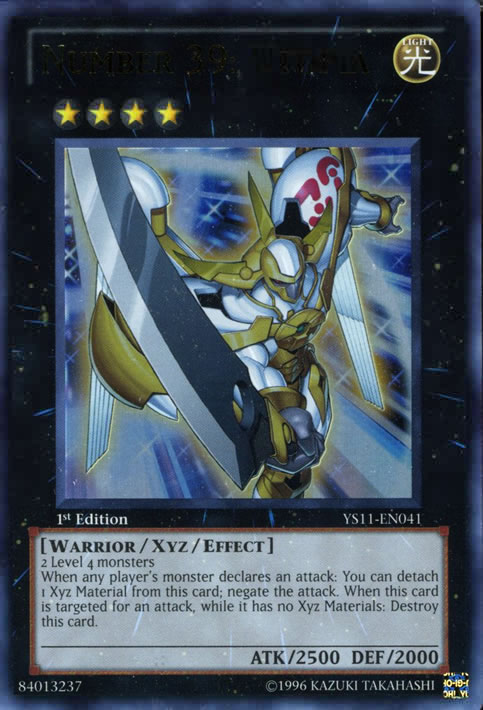 NUMBER 39: UTOPIA
LIGHT
光
1st Edition
YS11-EN041
[WARRIOR/XYZ/EFFECT]
2 Level 4 monsters
When any player's monster declares an attack: You can detach
1 Xyz Material from this card; negate the attack. When this card
is targeted for an attack, while it has no Xyz Materials: Destroy
this card.
ATK/2500 DEF/2000
84013237
©1996 KAZUKI TAKAHASHI